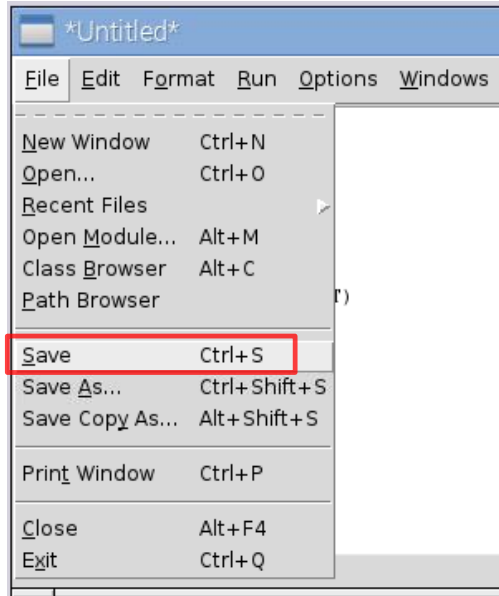 *Untitled*
File Edit Format Run Options Windows
New Window Ctrl+N
Open... Ctrl+O
Recent Files
Open Module... Alt+M
Class Browser Alt+C
Path Browser
Save Ctrl+S
Save As... Ctrl+Shift+S
Save Copy As... Alt+Shift+S
Print Window Ctrl+P
Close Alt+F4
Exit Ctrl+Q